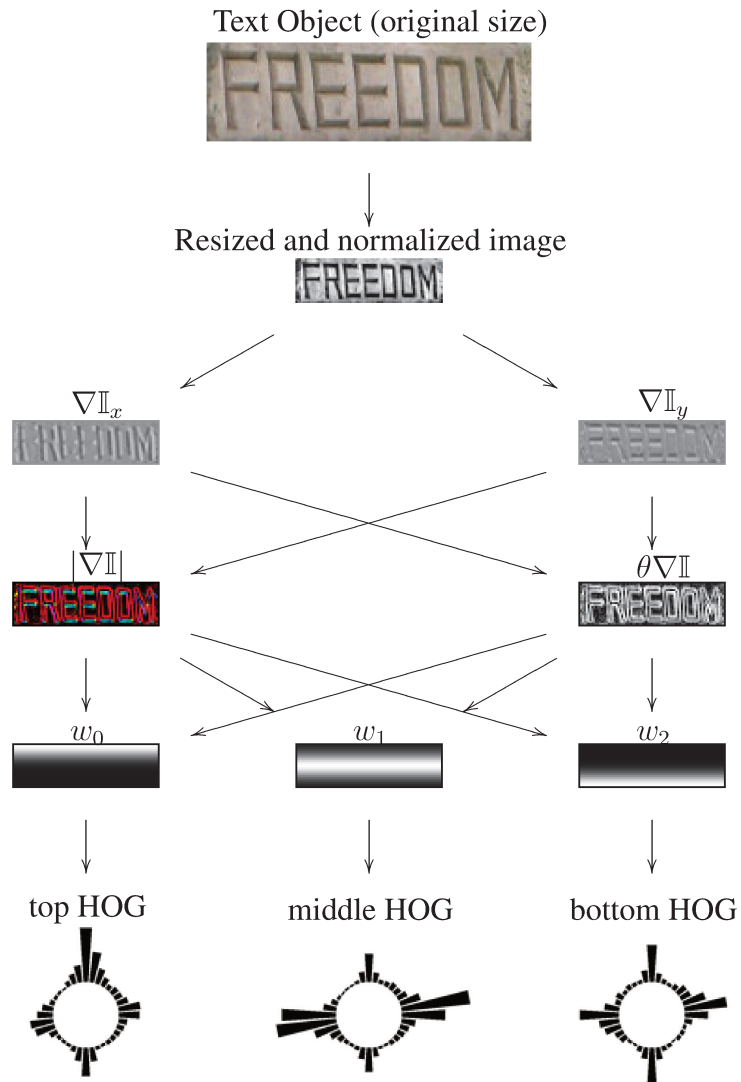 Text Object (original size)
FREEDOM
Resized and normalized image
FREEDOM
∇𝕀ₓ
∇𝕀ᵧ
FREEDOM
FREEDOM
|∇𝕀|
θ∇𝕀
FREEDOM
FREEDOM
w₀
w₁
w₂
top HOG
middle HOG
bottom HOG